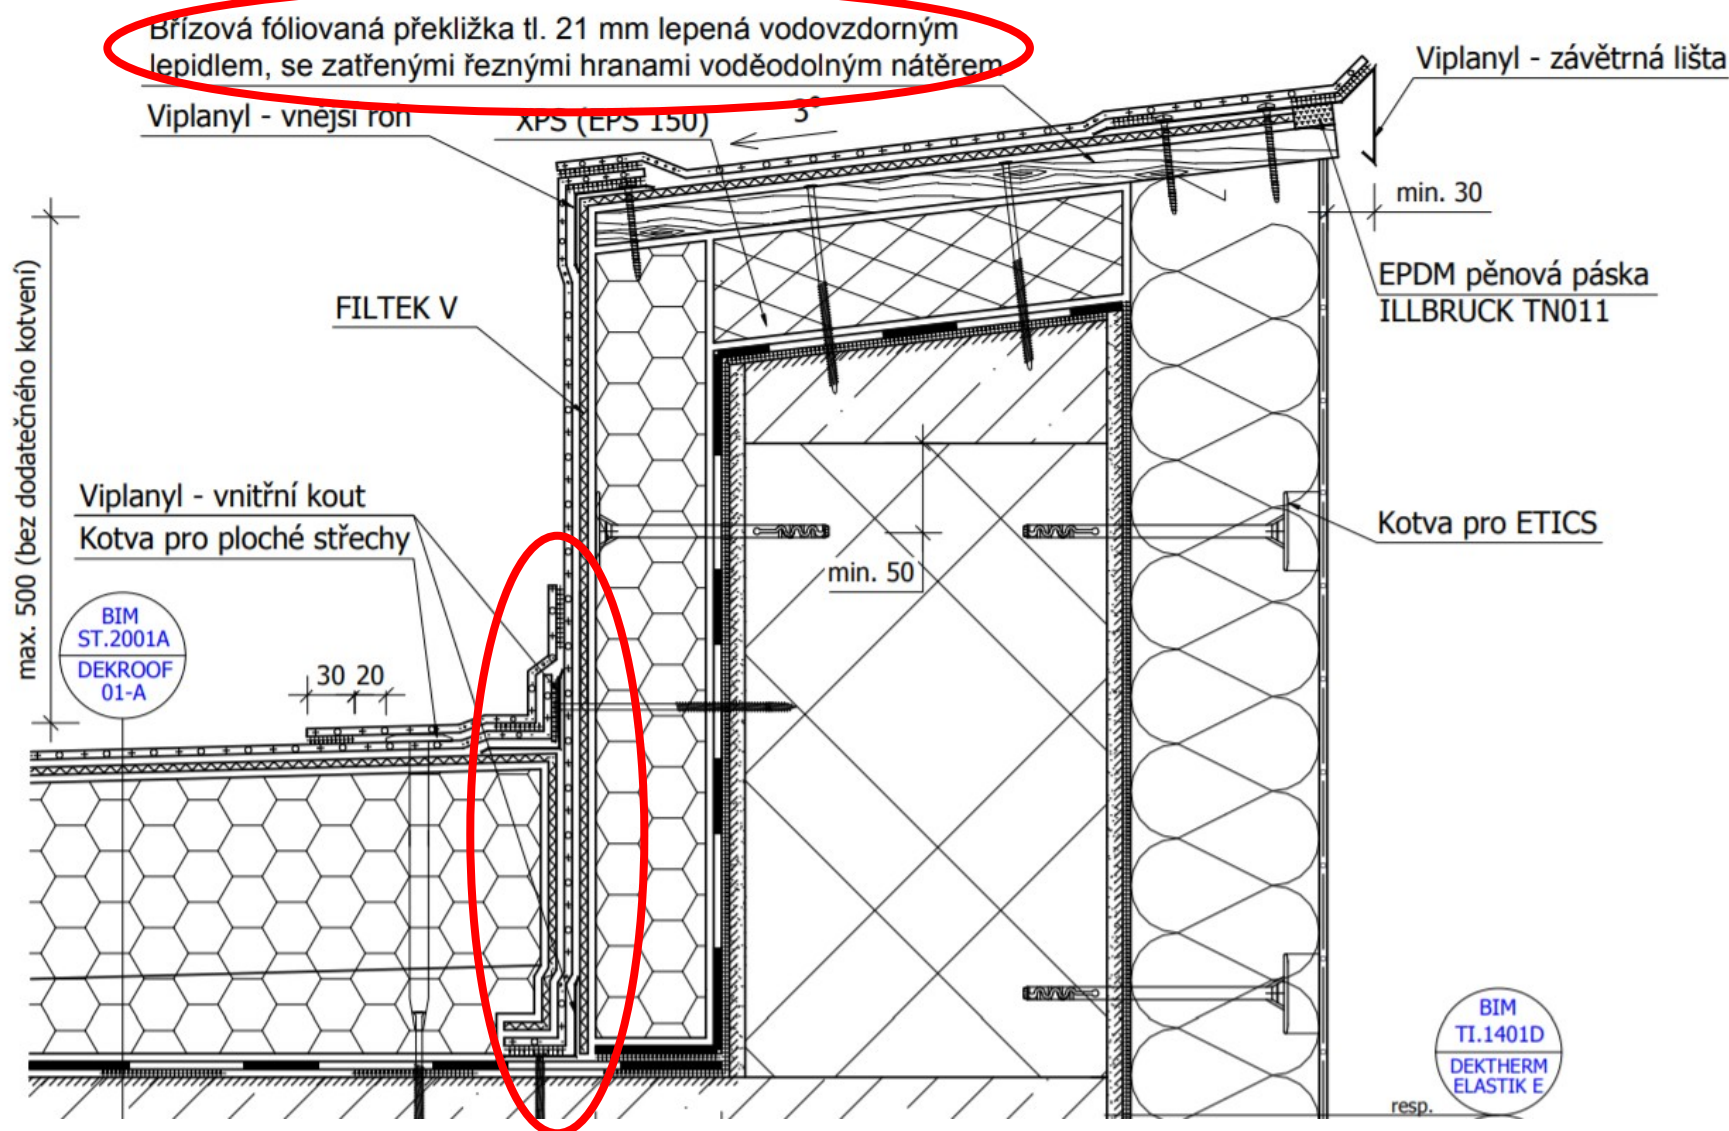 Břízová fóliovaná překližka tl. 21 mm lepená vodovzdorným
lepidlem, se zatřenými řeznými hranami voděodolným nátěrem
Viplanyl - závětrná lišta
Viplanyl - vnější roh
XPS (EPS 150)
3°
min. 30
EPDM pěnová páska
ILLBRUCK TN011
FILTEK V
max. 500 (bez dodatečného kotvení)
Viplanyl - vnitřní kout
Kotva pro ploché střechy
Kotva pro ETICS
min. 50
BIM
ST.2001A
DEKROOF
01-A
30 20
BIM
TI.1401D
DEKTHERM
ELASTIK E
resp.